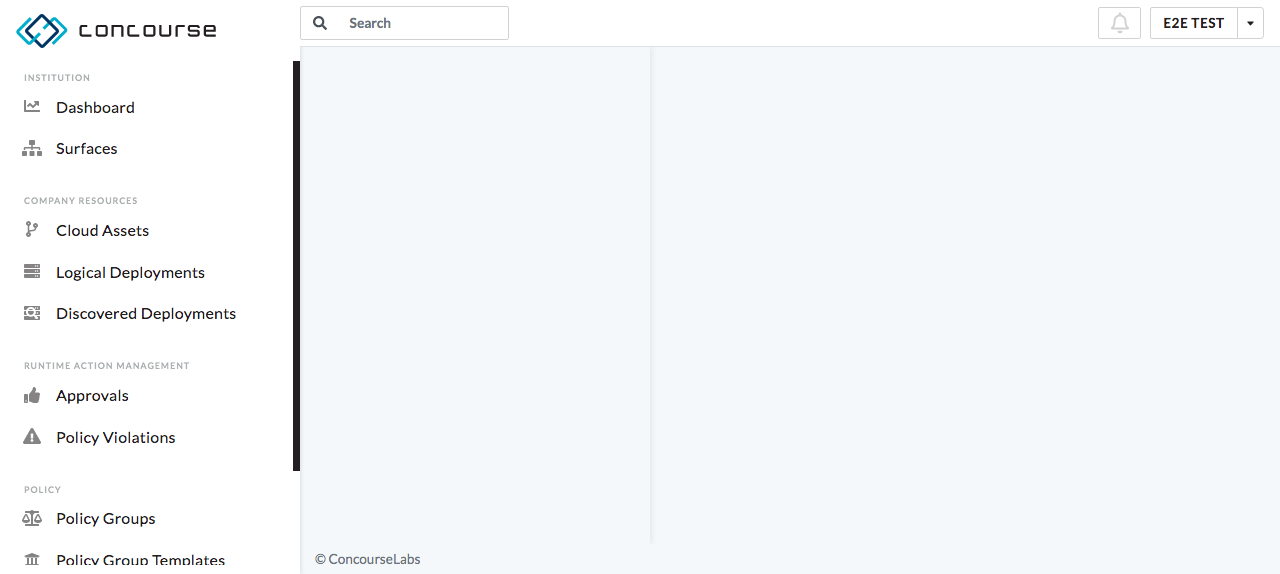 concourse
Search
E2E TEST
INSTITUTION
Dashboard
Surfaces
COMPANY RESOURCES
Cloud Assets
Logical Deployments
Discovered Deployments
RUNTIME ACTION MANAGEMENT
Approvals
Policy Violations
POLICY
Policy Groups
Policy Group Templates
© ConcourseLabs